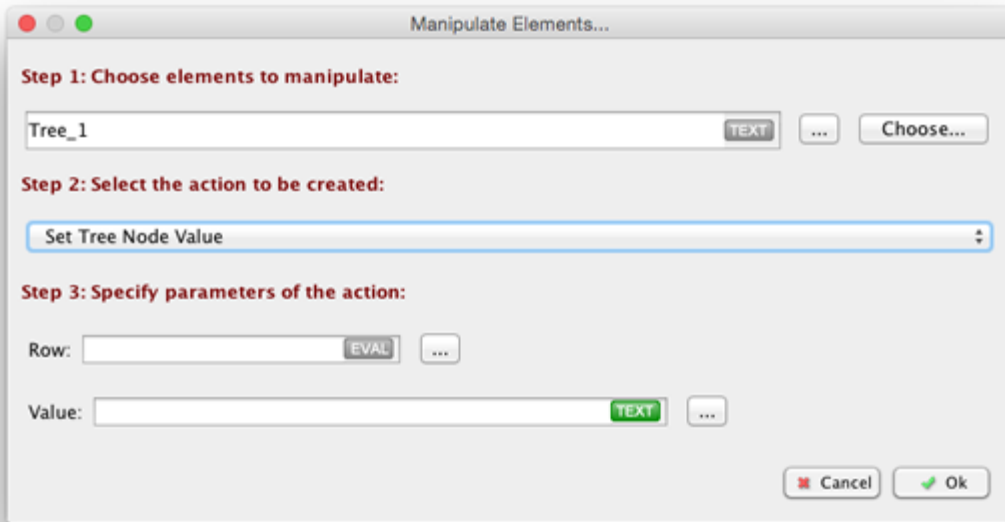 Manipulate Elements...
Step 1: Choose elements to manipulate:
Tree_1 TEXT ... Choose...
Step 2: Select the action to be created:
Set Tree Node Value
Step 3: Specify parameters of the action:
Row: EVAL ...
Value: TEXT ...
Cancel Ok